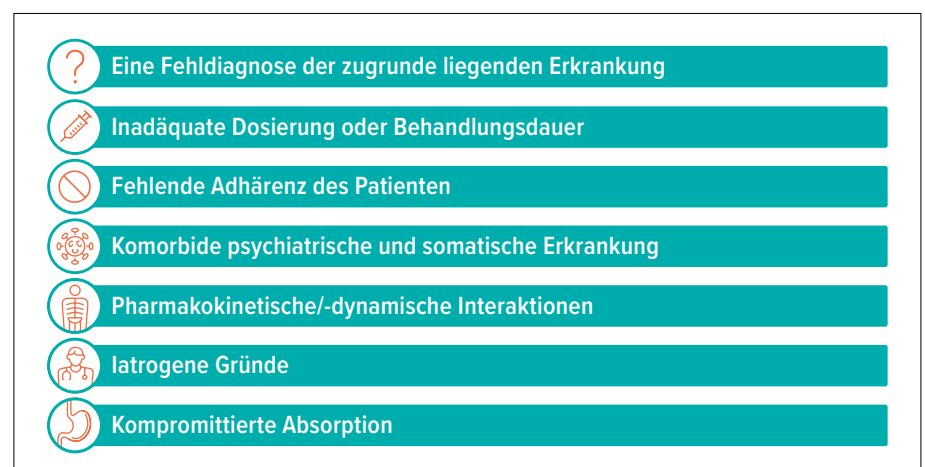 Eine Fehldiagnose der zugrunde liegenden Erkrankung
Inadäquate Dosierung oder Behandlungsdauer
Fehlende Adhärenz des Patienten
Komorbide psychiatrische und somatische Erkrankung
Pharmakokinetische/-dynamische Interaktionen
Iatrogene Gründe
Kompromittierte Absorption